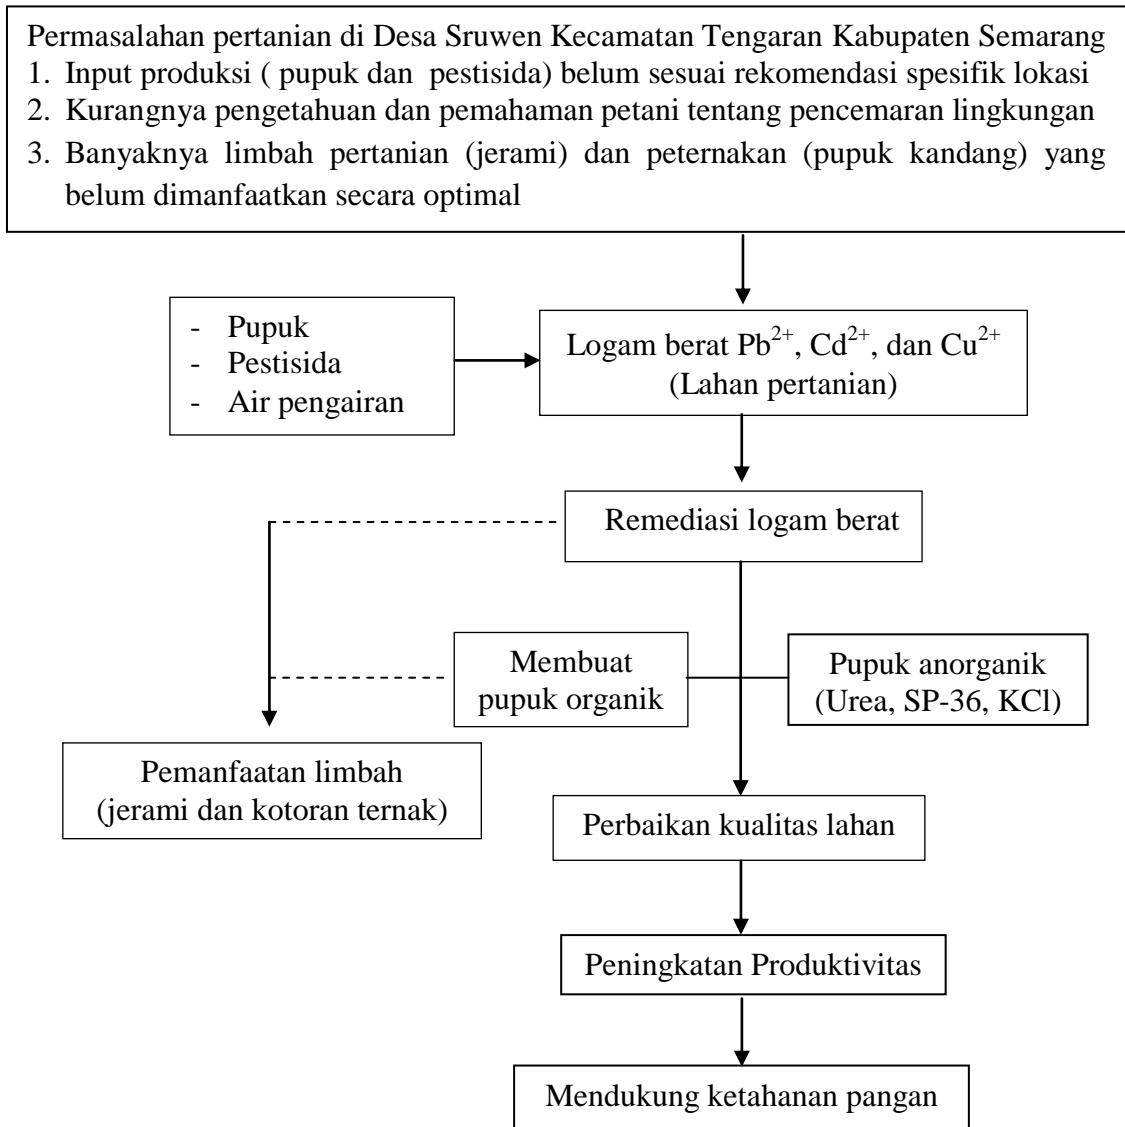 Permasalahan pertanian di Desa Sruwen Kecamatan Tengaran Kabupaten Semarang
1. Input produksi ( pupuk dan pestisida) belum sesuai rekomendasi spesifik lokasi
2. Kurangnya pengetahuan dan pemahaman petani tentang pencemaran lingkungan
3. Banyaknya limbah pertanian (jerami) dan peternakan (pupuk kandang) yang
belum dimanfaatkan secara optimal
- Pupuk
- Pestisida
- Air pengairan
Logam berat Pb²⁺, Cd²⁺, dan Cu²⁺
(Lahan pertanian)
Remediasi logam berat
Membuat
pupuk organik
Pupuk anorganik
(Urea, SP-36, KCl)
Pemanfaatan limbah
(jerami dan kotoran ternak)
Perbaikan kualitas lahan
Peningkatan Produktivitas
Mendukung ketahanan pangan